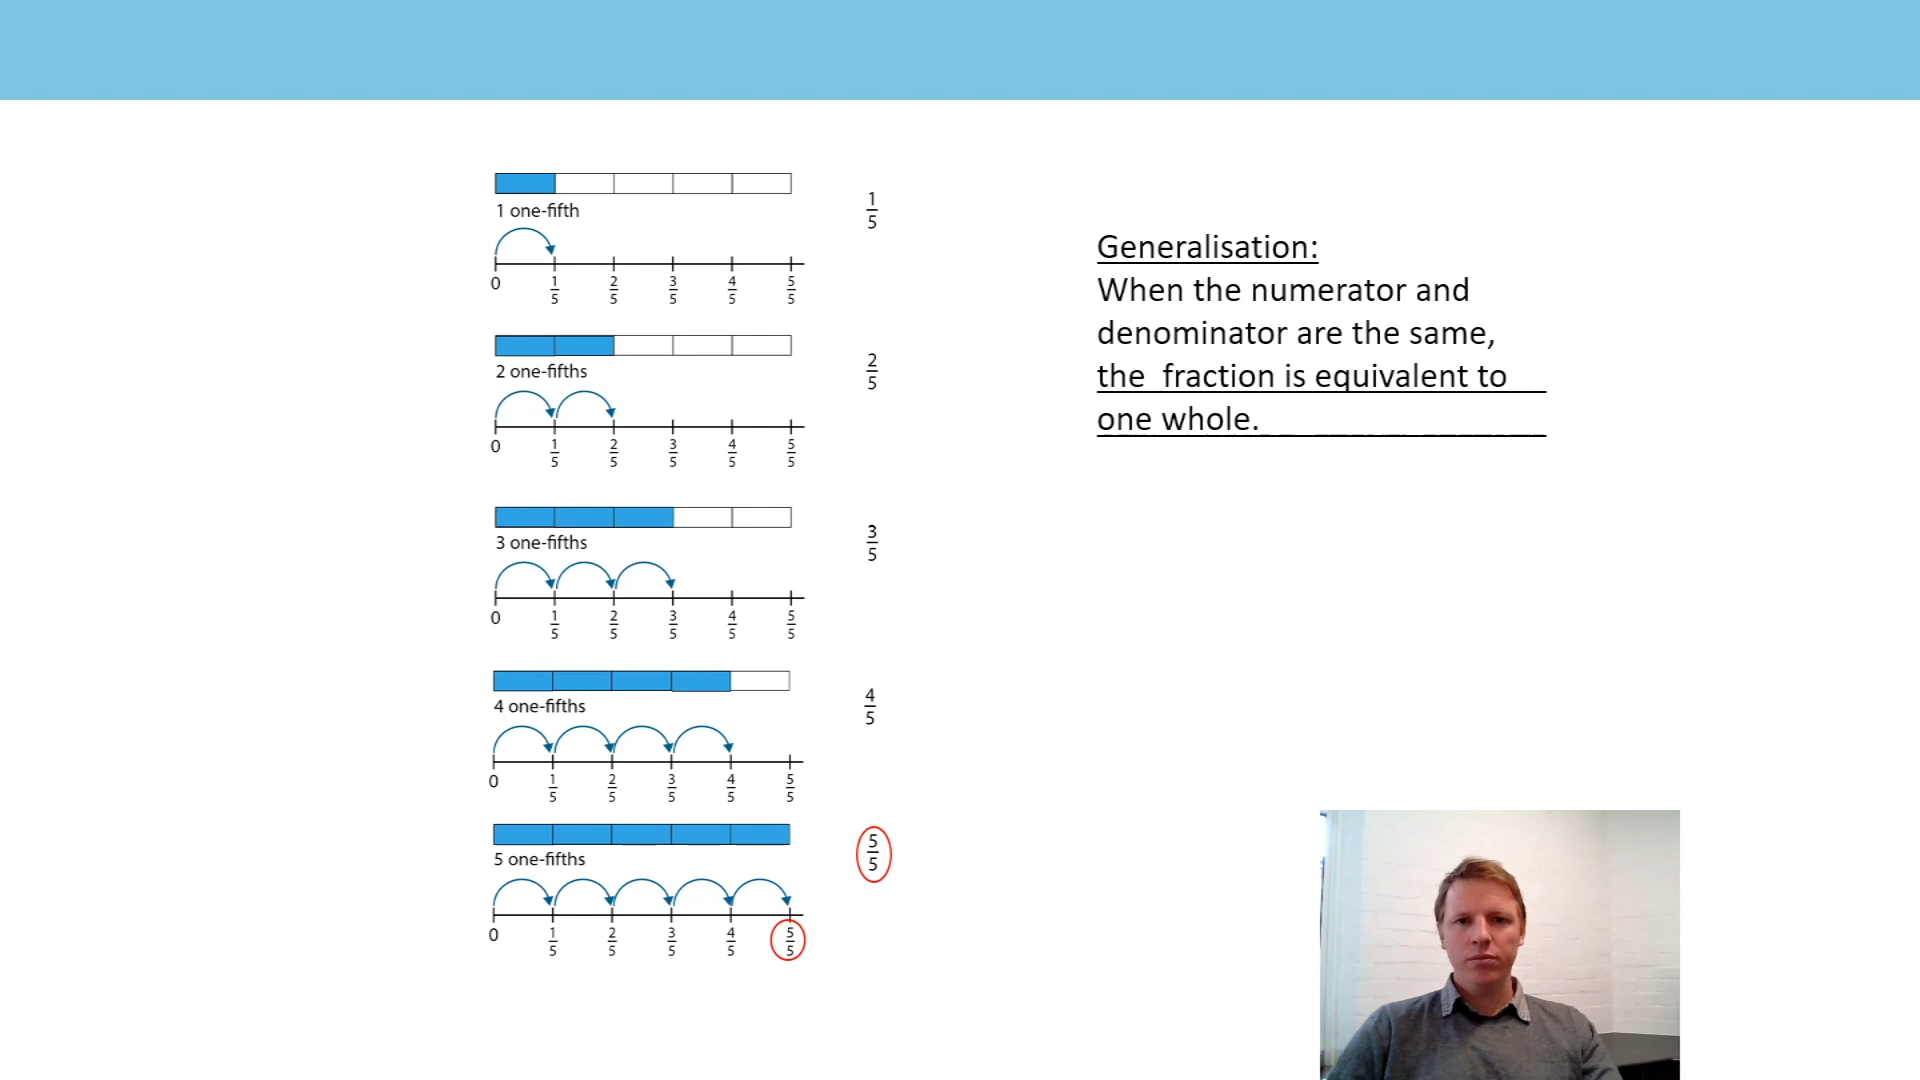 1 one-fifth
1/5
0 1/5 2/5 3/5 4/5 5/5
2 one-fifths
2/5
0 1/5 2/5 3/5 4/5 5/5
3 one-fifths
3/5
0 1/5 2/5 3/5 4/5 5/5
4 one-fifths
4/5
0 1/5 2/5 3/5 4/5 5/5
5 one-fifths
5/5
0 1/5 2/5 3/5 4/5 5/5
Generalisation:
When the numerator and
denominator are the same,
the fraction is equivalent to
one whole.